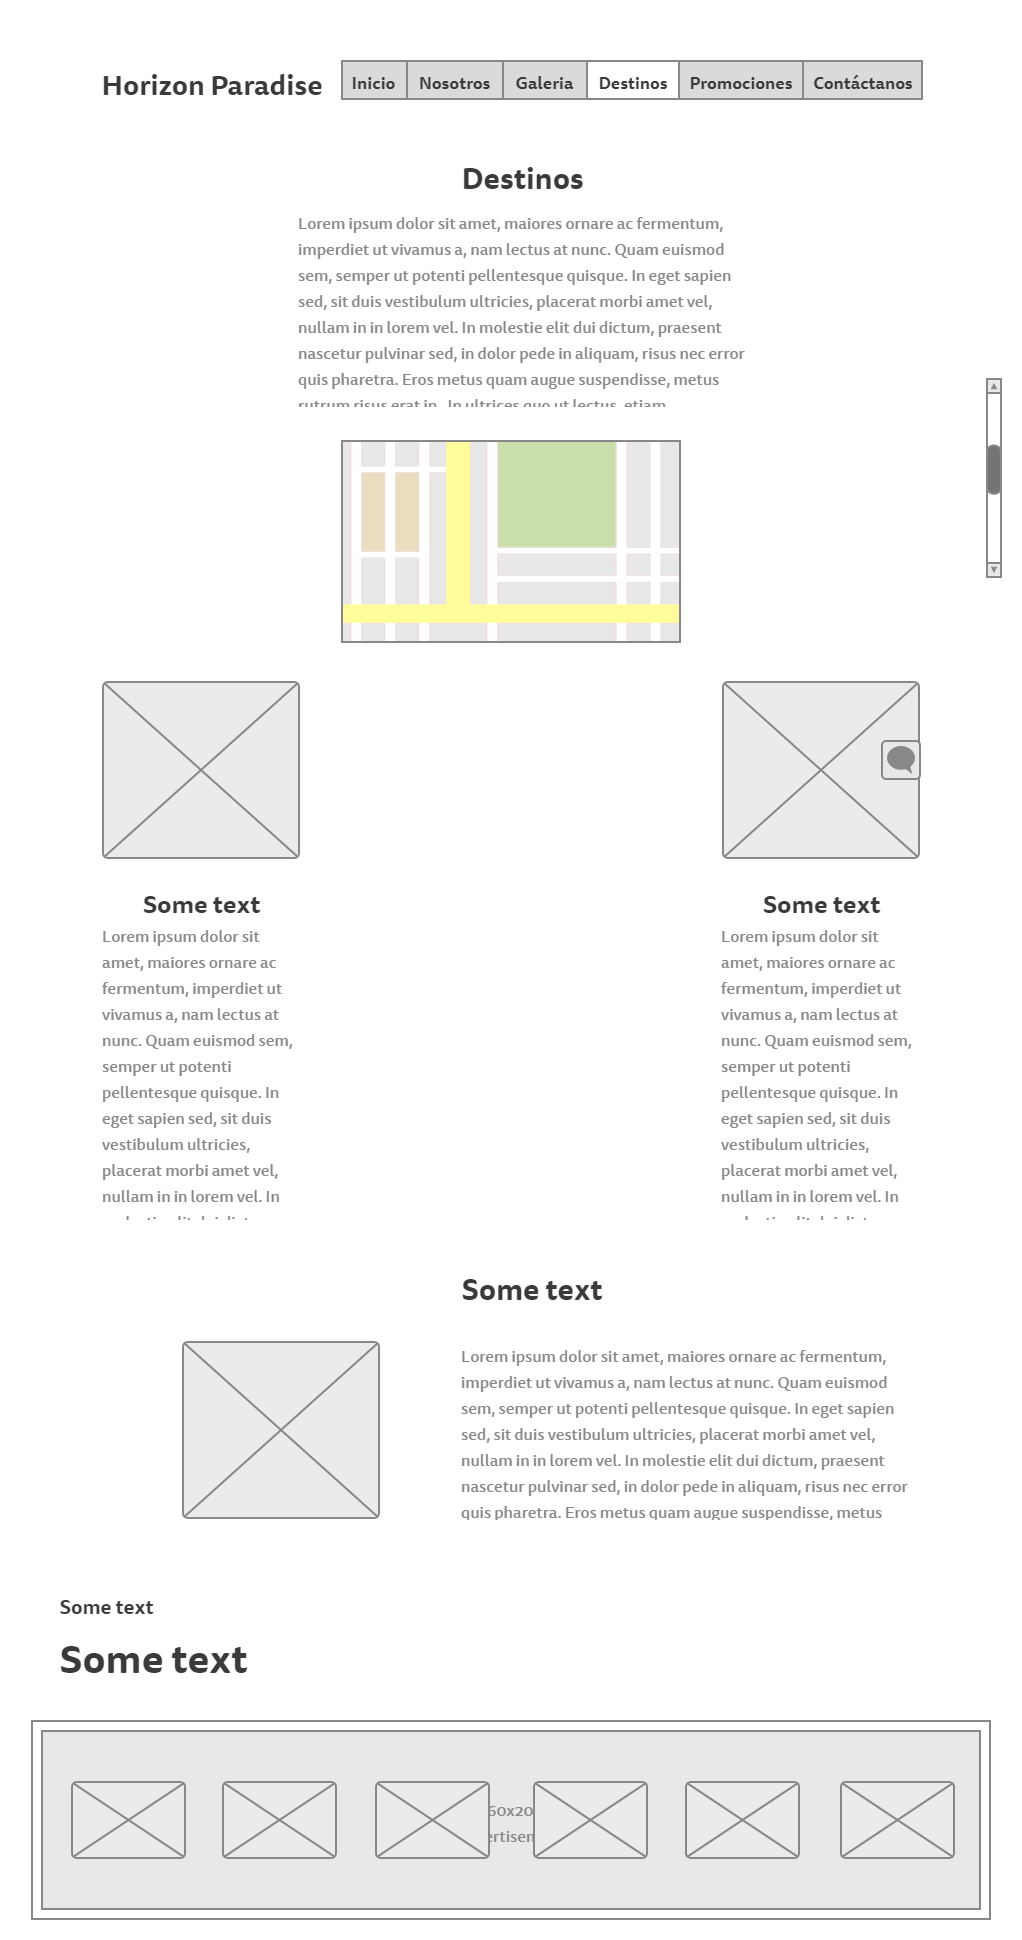 Horizon Paradise
Inicio
Nosotros
Galeria
Destinos
Promociones
Contáctanos
Destinos
Lorem ipsum dolor sit amet, maiores ornare ac fermentum,
imperdiet ut vivamus a, nam lectus at nunc. Quam euismod
sem, semper ut potenti pellentesque quisque. In eget sapien
sed, sit duis vestibulum ultricies, placerat morbi amet vel,
nullam in in lorem vel. In molestie elit dui dictum, praesent
nascetur pulvinar sed, in dolor pede in aliquam, risus nec error
quis pharetra. Eros metus quam augue suspendisse, metus
rutrum risus erat in. In ultrices quo ut lectus, etiam
Some text
Lorem ipsum dolor sit
amet, maiores ornare ac
fermentum, imperdiet ut
vivamus a, nam lectus at
nunc. Quam euismod sem,
semper ut potenti
pellentesque quisque. In
eget sapien sed, sit duis
vestibulum ultricies,
placerat morbi amet vel,
nullam in in lorem vel. In
Some text
Lorem ipsum dolor sit
amet, maiores ornare ac
fermentum, imperdiet ut
vivamus a, nam lectus at
nunc. Quam euismod sem,
semper ut potenti
pellentesque quisque. In
eget sapien sed, sit duis
vestibulum ultricies,
placerat morbi amet vel,
nullam in in lorem vel. In
Some text
Lorem ipsum dolor sit amet, maiores ornare ac fermentum,
imperdiet ut vivamus a, nam lectus at nunc. Quam euismod
sem, semper ut potenti pellentesque quisque. In eget sapien
sed, sit duis vestibulum ultricies, placerat morbi amet vel,
nullam in in lorem vel. In molestie elit dui dictum, praesent
nascetur pulvinar sed, in dolor pede in aliquam, risus nec error
quis pharetra. Eros metus quam augue suspendisse, metus
Some text
Some text
60x20
ertisem